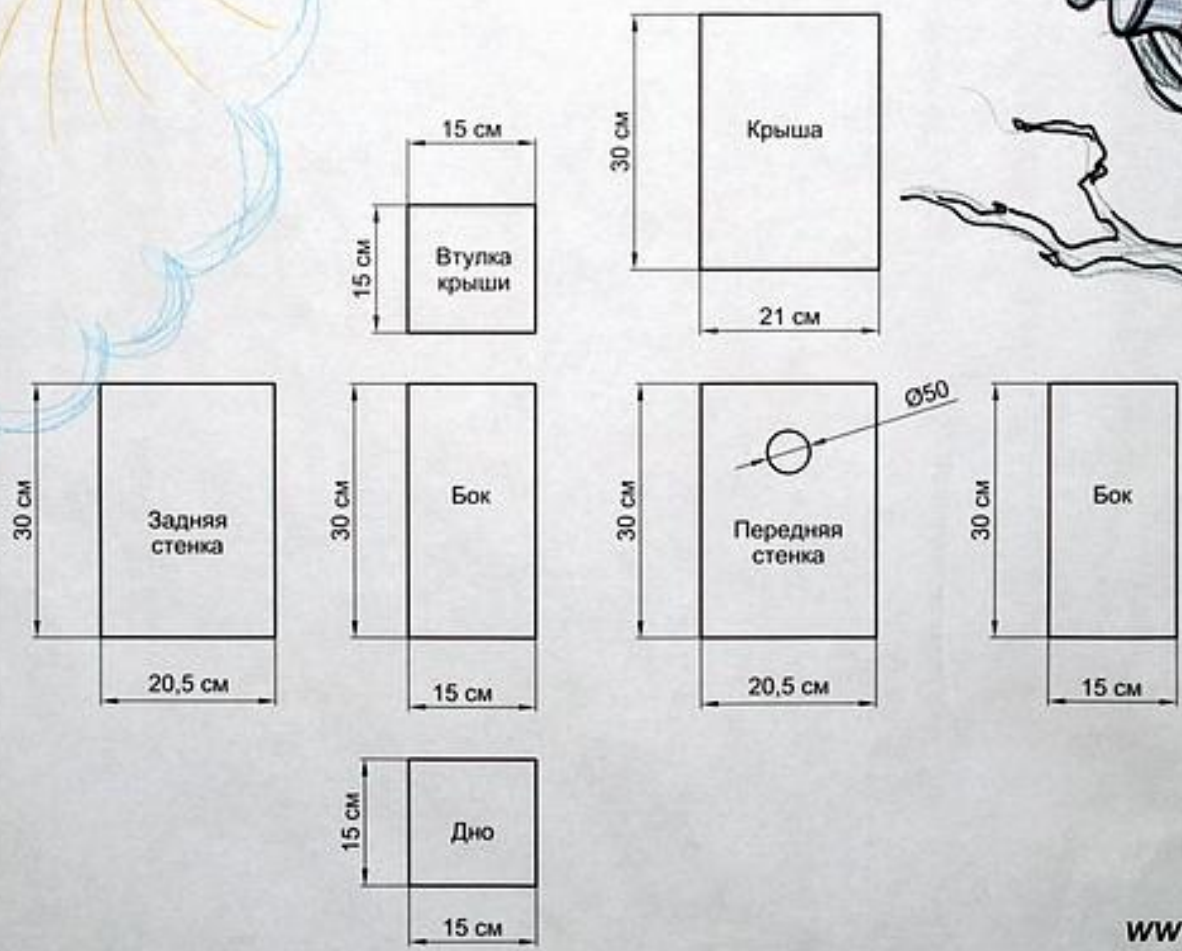 15 см
15 см
Втулка
крыши
30 см
Крыша
21 см
30 см
Задняя
стенка
20,5 см
30 см
Бок
15 см
30 см
Ø50
Передняя
стенка
20,5 см
30 см
Бок
15 см
15 см
Дно
15 см